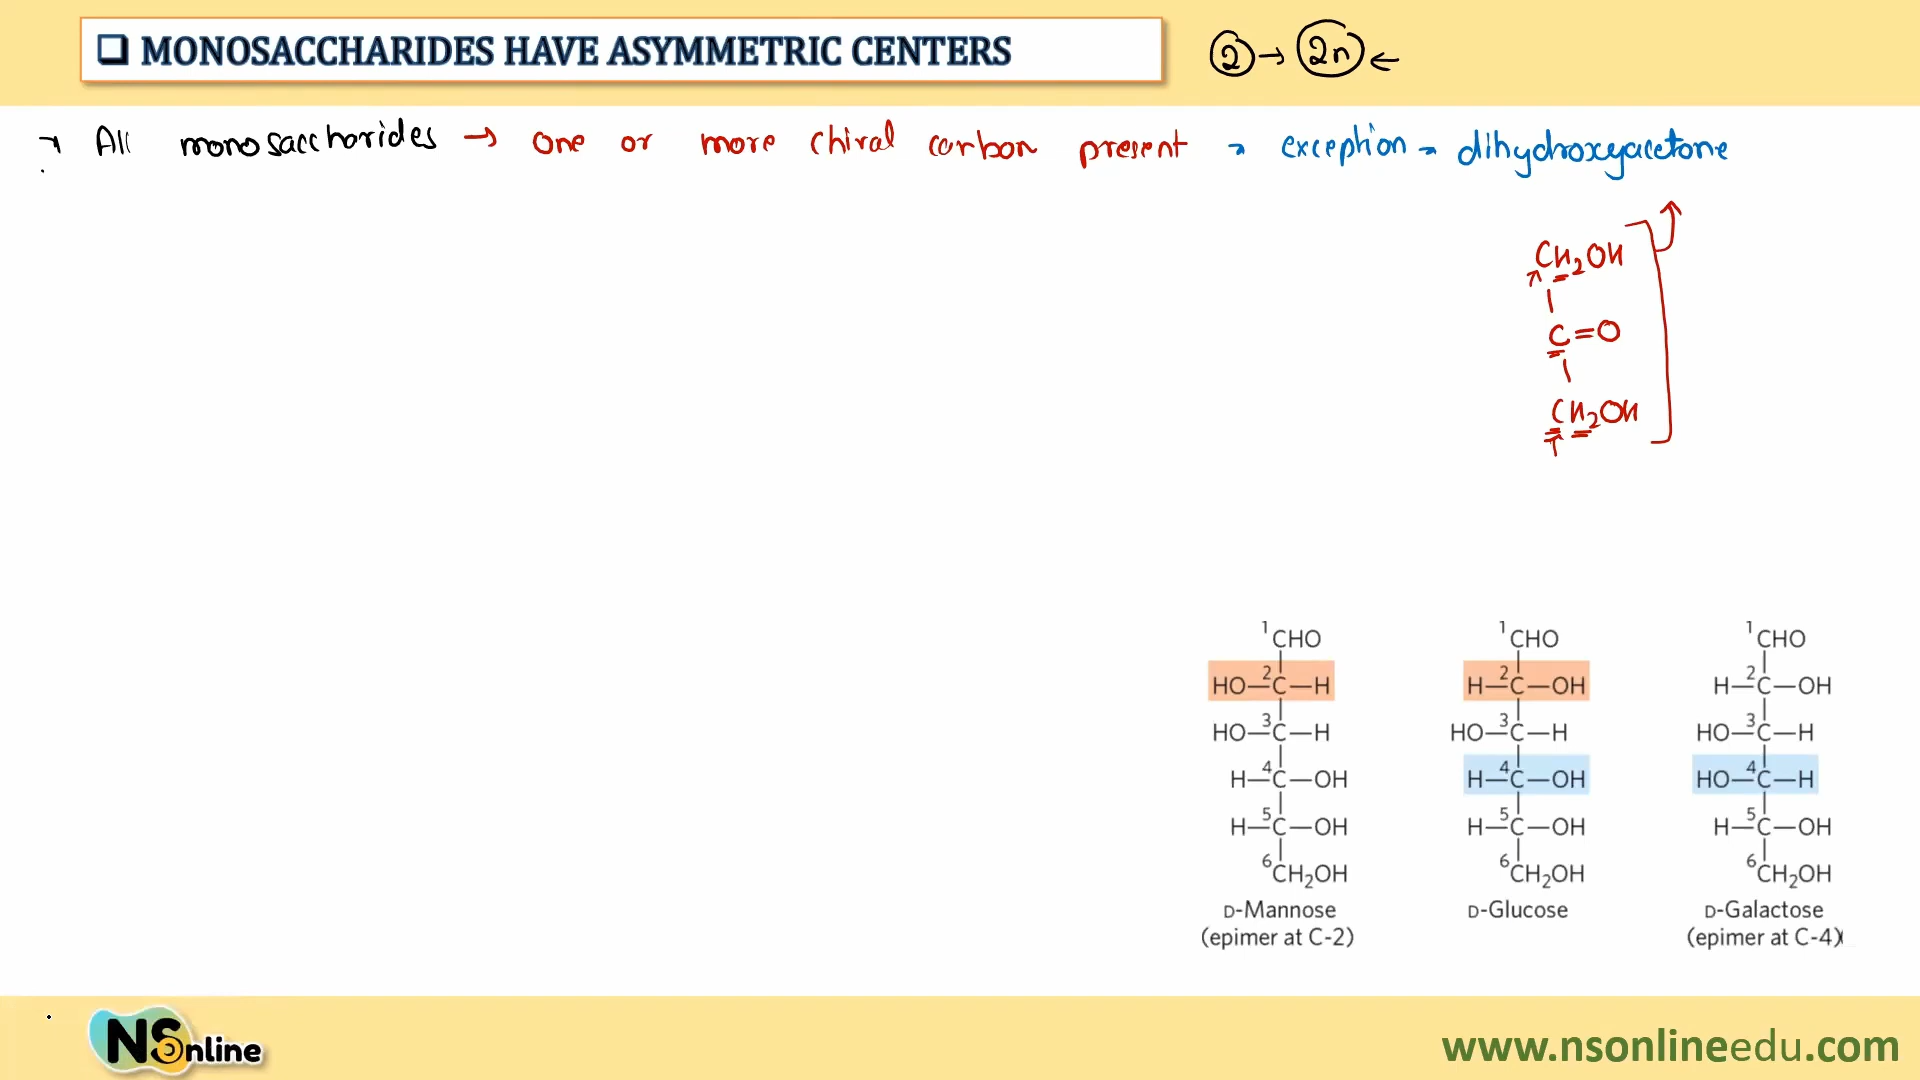 ❑ MONOSACCHARIDES HAVE ASYMMETRIC CENTERS
2 → 2n ←
→ All monosaccharides → one or more chiral carbon present → exception → dihydroxyacetone
CH₂OH
C=O
CH₂OH
¹CHO
HO—²C—H
HO—³C—H
H—⁴C—OH
H—⁵C—OH
⁶CH₂OH
D-Mannose
(epimer at C-2)
¹CHO
H—²C—OH
HO—³C—H
H—⁴C—OH
H—⁵C—OH
⁶CH₂OH
D-Glucose
¹CHO
H—²C—OH
HO—³C—H
HO—⁴C—H
H—⁵C—OH
⁶CH₂OH
D-Galactose
(epimer at C-4)
NSOnline
www.nsonlineedu.com